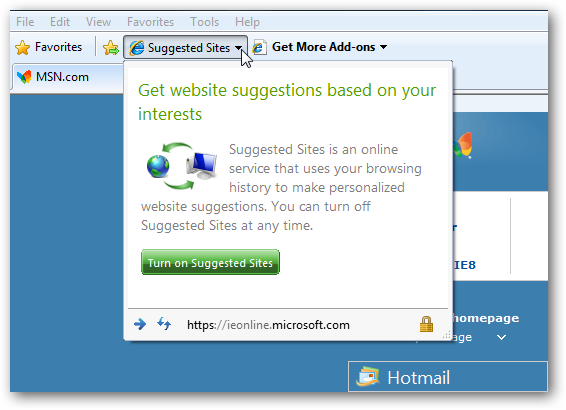 File Edit View Favorites Tools Help
Favorites Suggested Sites Get More Add-ons
MSN.com
Get website suggestions based on your
interests
Suggested Sites is an online
service that uses your browsing
history to make personalized
website suggestions. You can turn off
Suggested Sites at any time.
Turn on Suggested Sites
IE8
https://ieonline.microsoft.com
homepage
Hotmail